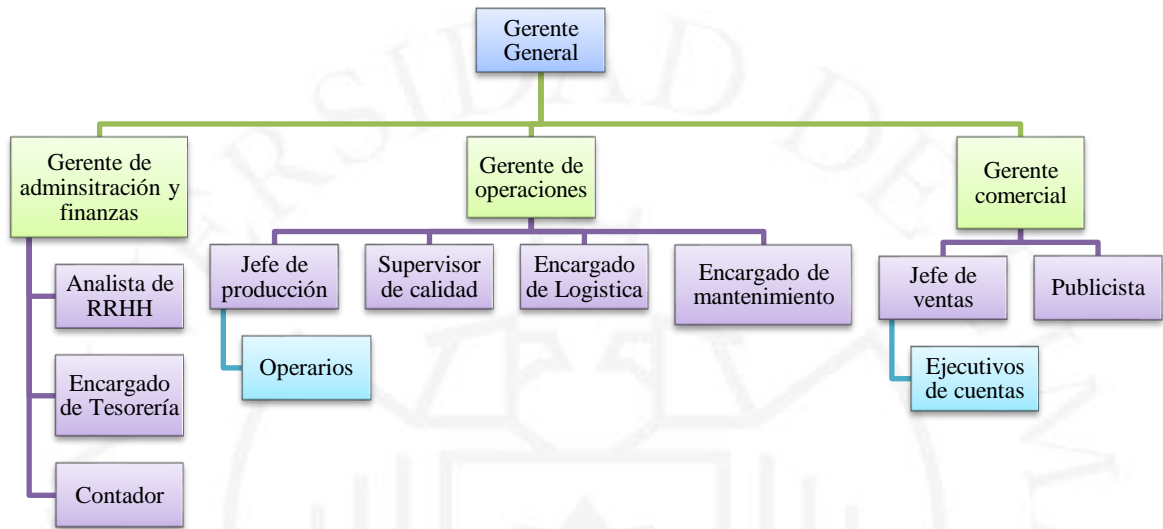 Gerente
General
Gerente de
adminsitración y
finanzas
Gerente de
operaciones
Gerente
comercial
Jefe de
producción
Supervisor
de calidad
Encargado
de Logistica
Encargado de
mantenimiento
Jefe de
ventas
Publicista
Analista de
RRHH
Operarios
Ejecutivos
de cuentas
Encargado
de Tesorería
Contador